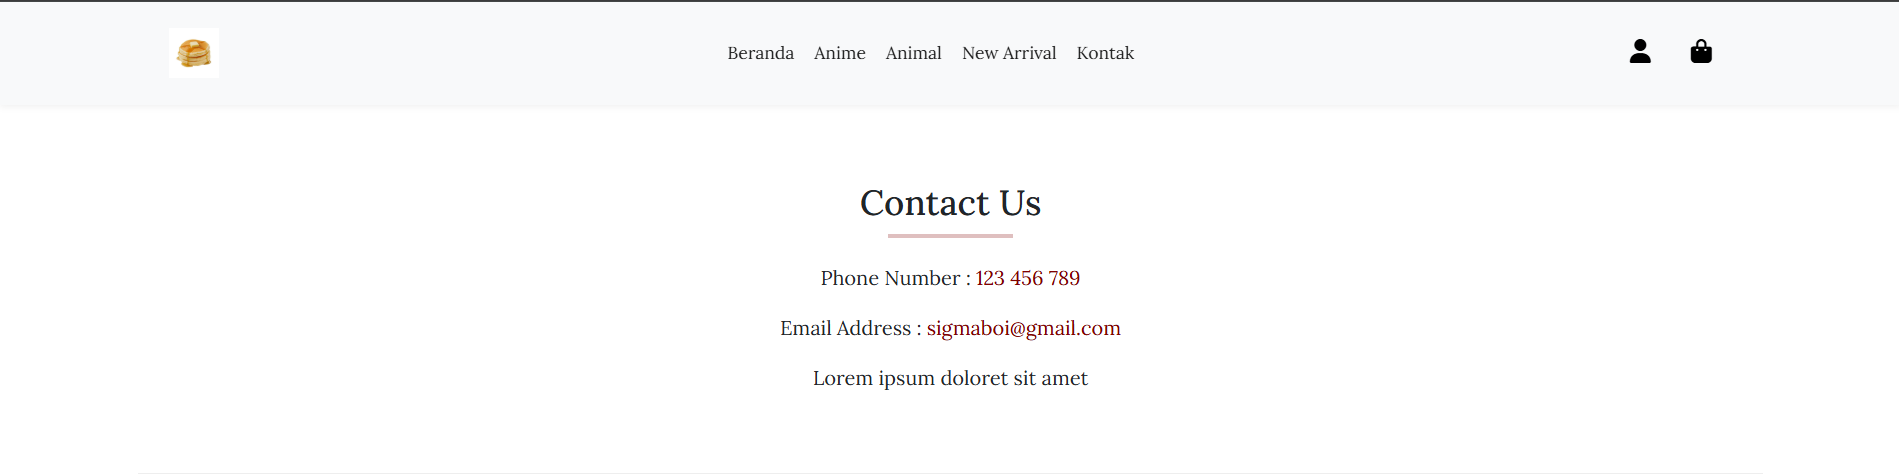 Beranda Anime Animal New Arrival Kontak
Contact Us
Phone Number : 123 456 789
Email Address : sigmaboi@gmail.com
Lorem ipsum doloret sit amet